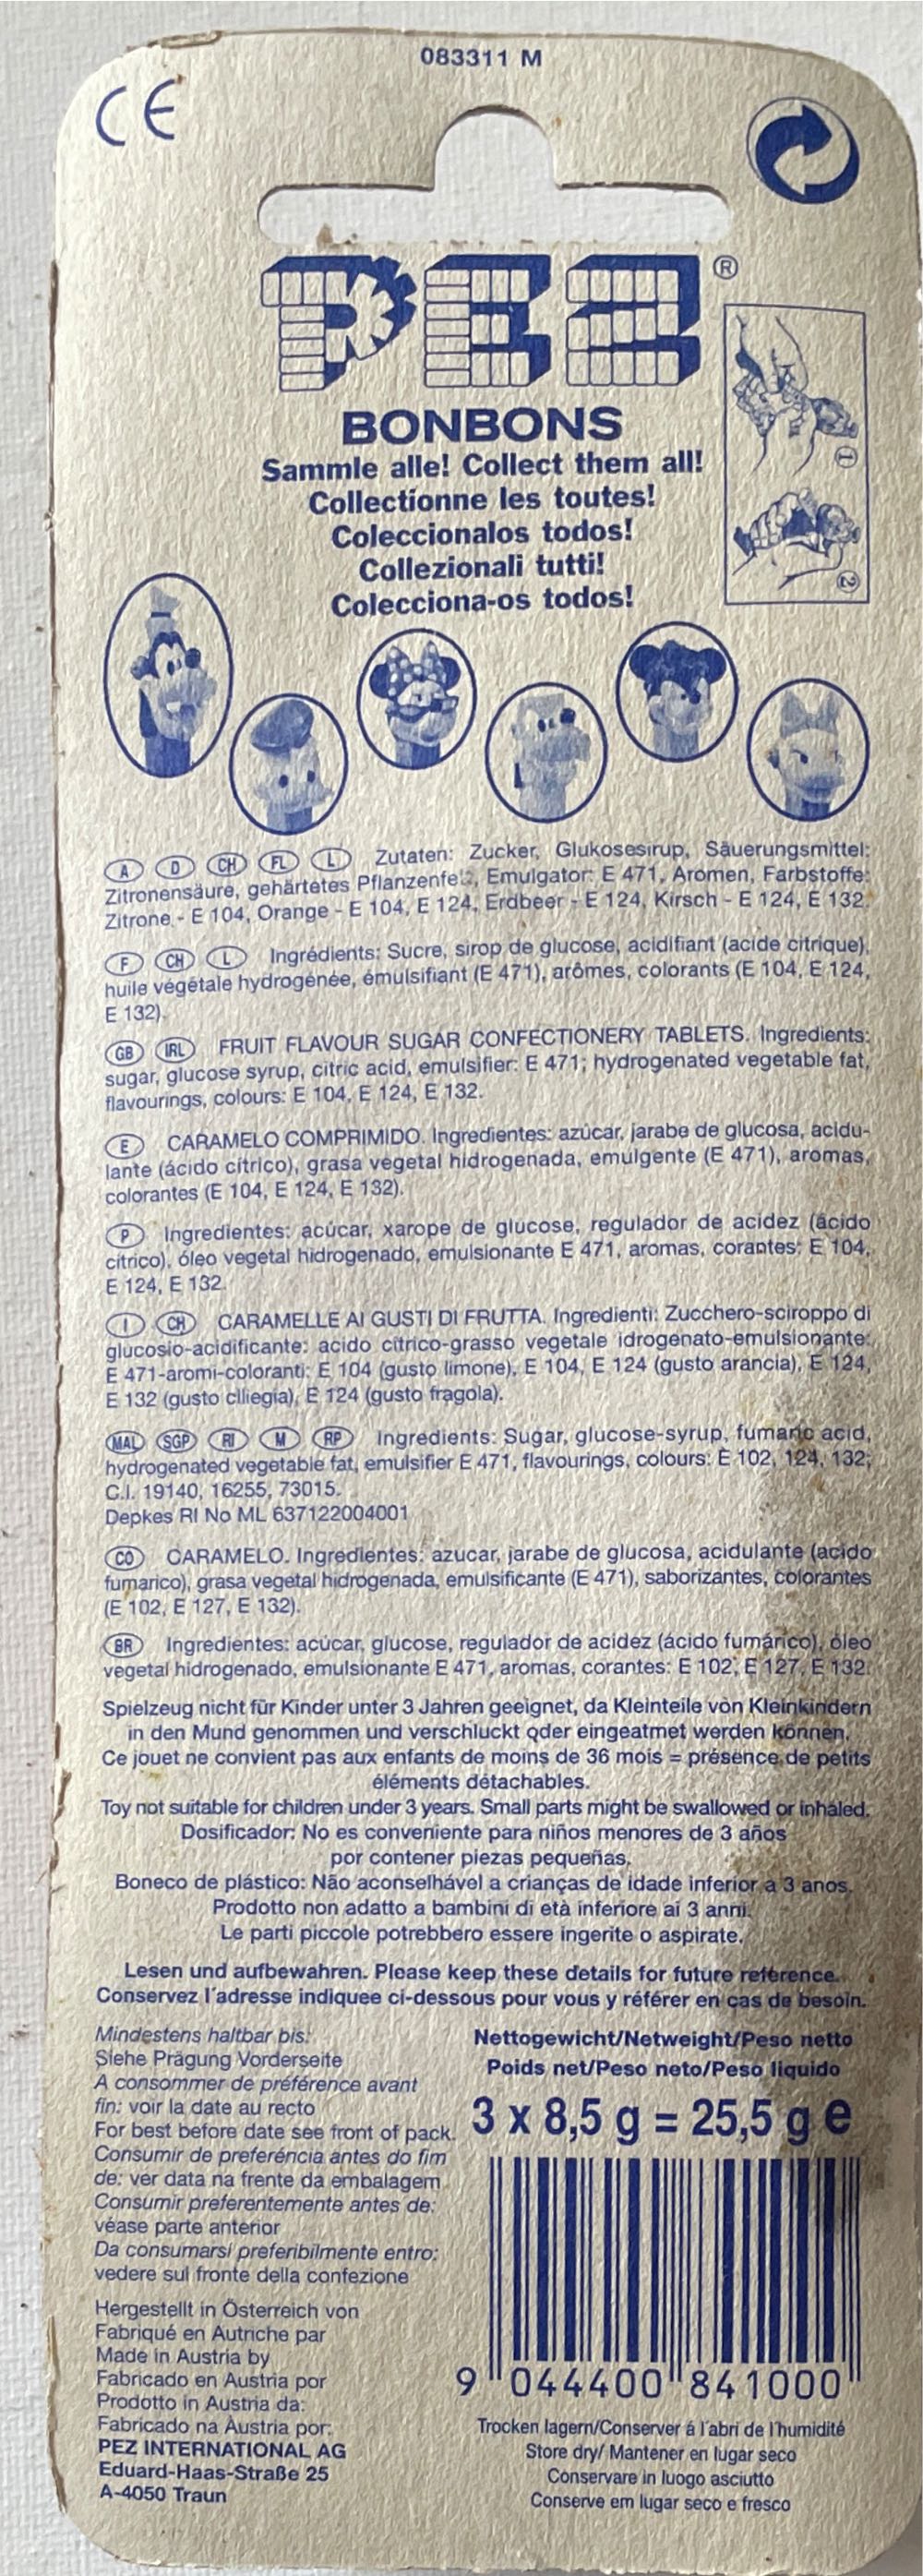 083311 M
CE
PEZ ®
BONBONS
Sammle alle! Collect them all!
Collectionne les toutes!
Coleccionalos todos!
Collezionali tutti!
Colecciona-os todos!
1
2
A D CH FL L Zutaten: Zucker, Glukosesirup, Säuerungsmittel:
Zitronensäure, gehärtetes Pflanzenfett, Emulgator: E 471, Aromen, Farbstoffe:
Zitrone - E 104, Orange - E 104, E 124, Erdbeer - E 124, Kirsch - E 124, E 132.
F CH L Ingrédients: Sucre, sirop de glucose, acidifiant (acide citrique),
huile végétale hydrogénée, émulsifiant (E 471), arômes, colorants (E 104, E 124,
E 132).
GB IRL FRUIT FLAVOUR SUGAR CONFECTIONERY TABLETS. Ingredients:
sugar, glucose syrup, citric acid, emulsifier: E 471; hydrogenated vegetable fat,
flavourings, colours: E 104, E 124, E 132.
E CARAMELO COMPRIMIDO. Ingredientes: azúcar, jarabe de glucosa, acidu-
lante (ácido cítrico), grasa vegetal hidrogenada, emulgente (E 471), aromas,
colorantes (E 104, E 124, E 132).
P Ingredientes: acúcar, xarope de glucose, regulador de acidez (ácido
cítrico), óleo vegetal hidrogenado, emulsionante E 471, aromas, corantes: E 104,
E 124, E 132.
I CH CARAMELLE AI GUSTI DI FRUTTA. Ingredienti: Zucchero-sciroppo di
glucosio-acidificante: acido citrico-grasso vegetale idrogenato-emulsionante:
E 471-aromi-coloranti: E 104 (gusto limone), E 104, E 124 (gusto arancia), E 124,
E 132 (gusto ciliegia), E 124 (gusto fragola).
MAL SGP RI M RP Ingredients: Sugar, glucose-syrup, fumaric acid,
hydrogenated vegetable fat, emulsifier E 471, flavourings, colours: E 102, 124, 132;
C.I. 19140, 16255, 73015.
Depkes RI No ML 637122004001
CO CARAMELO. Ingredientes: azucar, jarabe de glucosa, acidulante (acido
fumarico), grasa vegetal hidrogenada, emulsificante (E 471), saborizantes, colorantes
(E 102, E 127, E 132).
BR Ingredientes: acúcar, glucose, regulador de acidez (ácido fumárico), óleo
vegetal hidrogenado, emulsionante E 471, aromas, corantes: E 102, E 127, E 132.
Spielzeug nicht für Kinder unter 3 Jahren geeignet, da Kleinteile von Kleinkindern
in den Mund genommen und verschluckt oder eingeatmet werden können.
Ce jouet ne convient pas aux enfants de moins de 36 mois = présence de petits
éléments détachables.
Toy not suitable for children under 3 years. Small parts might be swallowed or inhaled.
Dosificador: No es conveniente para niños menores de 3 años
por contener piezas pequeñas.
Boneco de plástico: Não aconselhável a crianças de idade inferior a 3 anos.
Prodotto non adatto a bambini di età inferiore ai 3 anni.
Le parti piccole potrebbero essere ingerite o aspirate.
Lesen und aufbewahren. Please keep these details for future reference.
Conservez l'adresse indiquee ci-dessous pour vous y référer en cas de besoin.
Mindestens haltbar bis:
Siehe Prägung Vorderseite
A consommer de préférence avant
fin: voir la date au recto
For best before date see front of pack.
Consumir de preferéncia antes do fim
de: ver data na frente da embalagem
Consumir preferentemente antes de:
véase parte anterior
Da consumarsi preferibilmente entro:
vedere sul fronte della confezione
Hergestellt in Österreich von
Fabriqué en Autriche par
Made in Austria by
Fabricado en Austria por
Prodotto in Austria da:
Fabricado na Austria por:
PEZ INTERNATIONAL AG
Eduard-Haas-Straße 25
A-4050 Traun
Nettogewicht/Netweight/Peso netto
Poids net/Peso neto/Peso liquido
3 x 8,5 g = 25,5 g e
9 044400 841000
Trocken lagern/Conserver á l'abri de l'humidité
Store dry/ Mantener en lugar seco
Conservare in luogo asciutto
Conserve em lugar seco e fresco